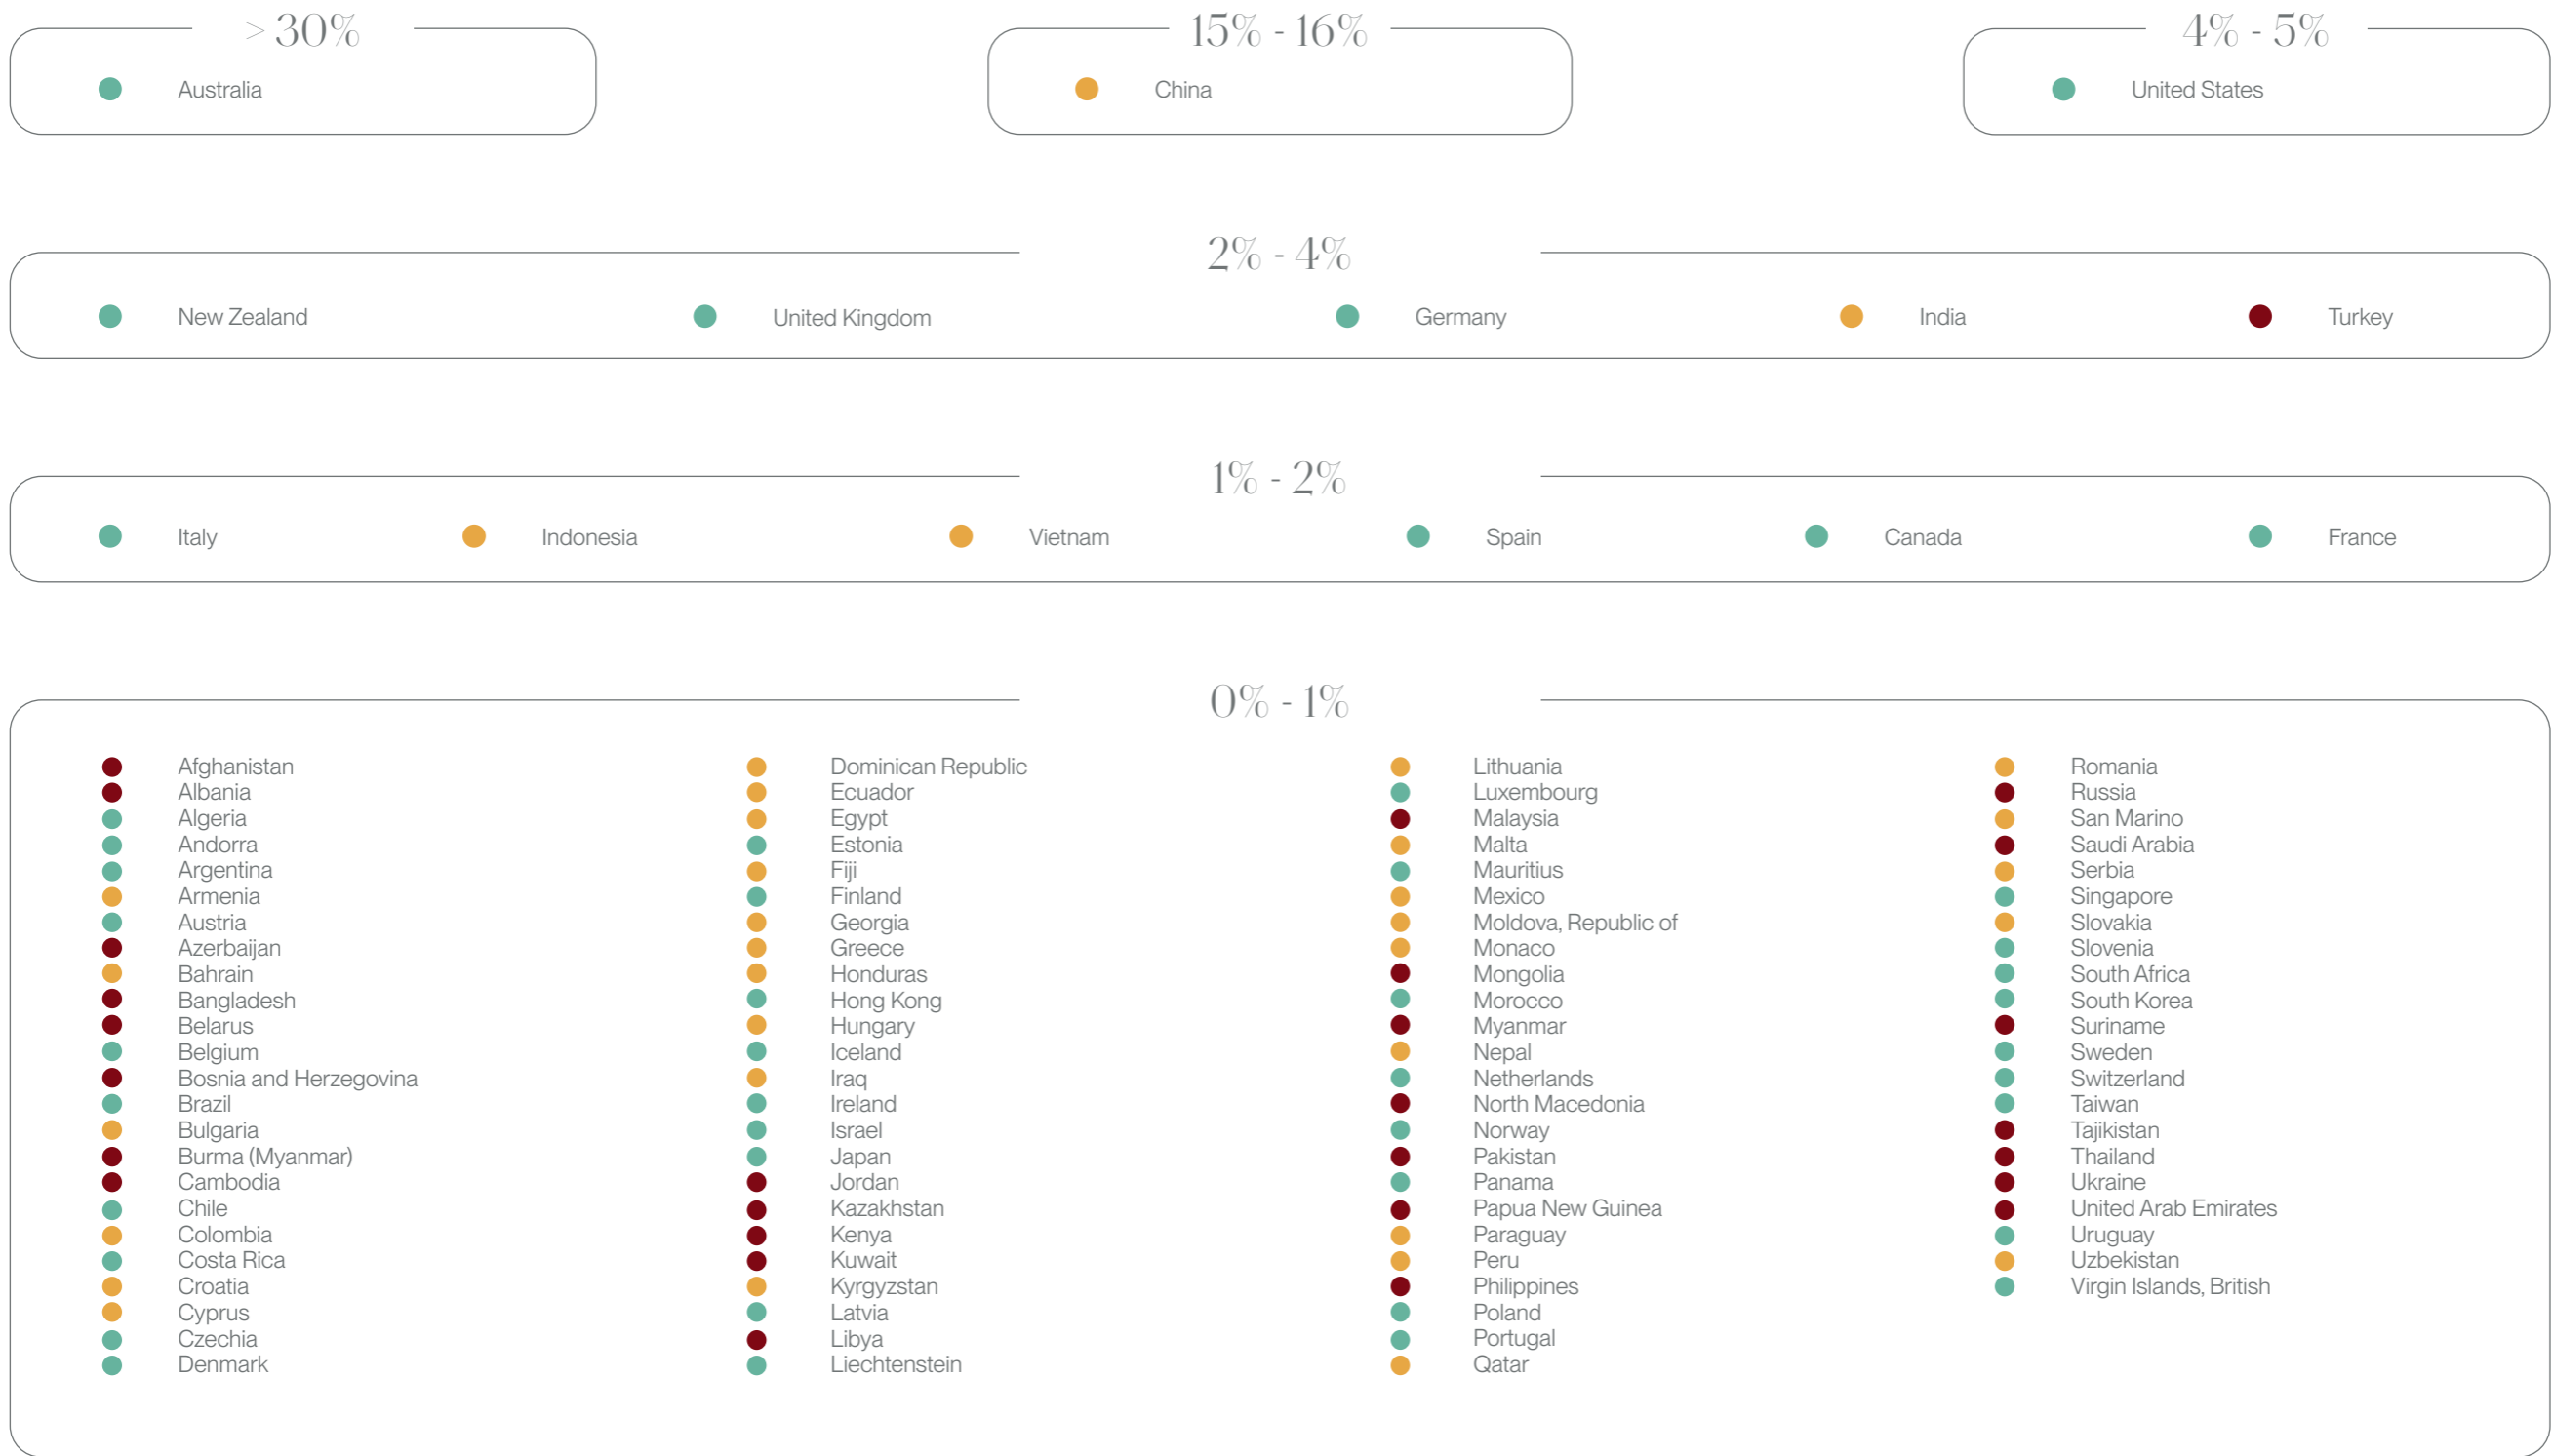 > 30%
Australia
15% - 16%
China
4% - 5%
United States
2% - 4%
New Zealand
United Kingdom
Germany
India
Turkey
1% - 2%
Italy
Indonesia
Vietnam
Spain
Canada
France
0% - 1%
Afghanistan
Albania
Algeria
Andorra
Argentina
Armenia
Austria
Azerbaijan
Bahrain
Bangladesh
Belarus
Belgium
Bosnia and Herzegovina
Brazil
Bulgaria
Burma (Myanmar)
Cambodia
Chile
Colombia
Costa Rica
Croatia
Cyprus
Czechia
Denmark
Dominican Republic
Ecuador
Egypt
Estonia
Fiji
Finland
Georgia
Greece
Honduras
Hong Kong
Hungary
Iceland
Iraq
Ireland
Israel
Japan
Jordan
Kazakhstan
Kenya
Kuwait
Kyrgyzstan
Latvia
Libya
Liechtenstein
Lithuania
Luxembourg
Malaysia
Malta
Mauritius
Mexico
Moldova, Republic of
Monaco
Mongolia
Morocco
Myanmar
Nepal
Netherlands
North Macedonia
Norway
Pakistan
Panama
Papua New Guinea
Paraguay
Peru
Philippines
Poland
Portugal
Qatar
Romania
Russia
San Marino
Saudi Arabia
Serbia
Singapore
Slovakia
Slovenia
South Africa
South Korea
Suriname
Sweden
Switzerland
Taiwan
Tajikistan
Thailand
Ukraine
United Arab Emirates
Uruguay
Uzbekistan
Virgin Islands, British